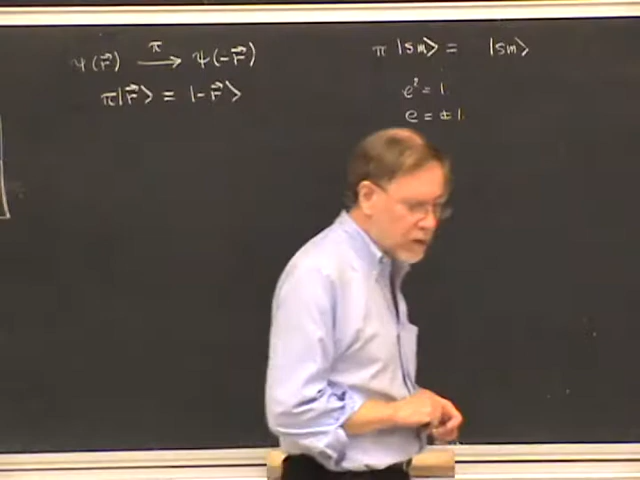 ψ(r⃗) —π→ ψ(-r⃗)
π|r⃗⟩ = |-r⃗⟩
π|sm⟩ = |sm⟩
e² = 1
e = ±1.